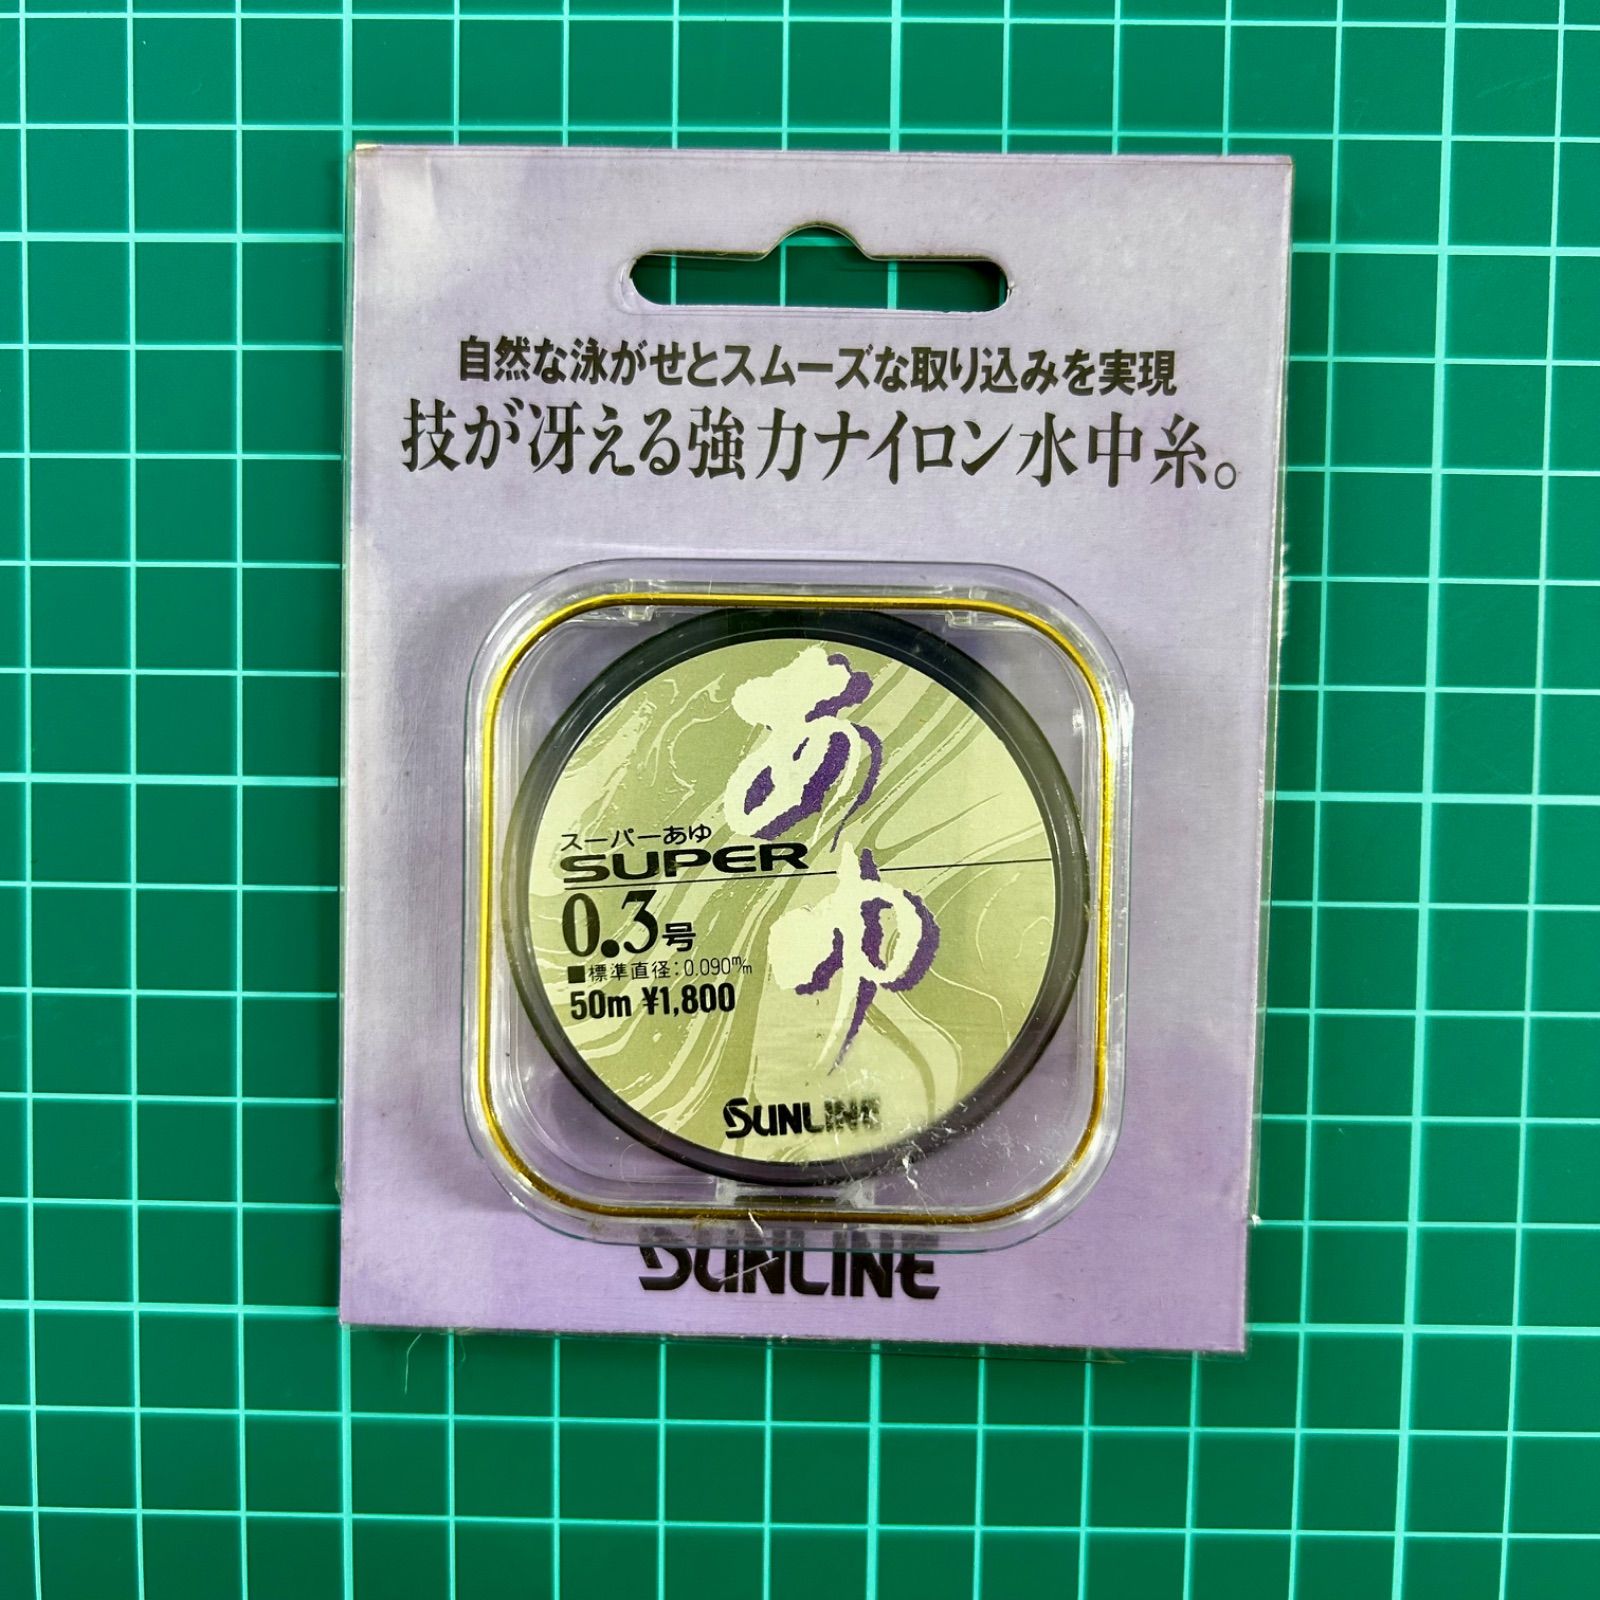 自然な泳がせとスムーズな取り込みを実現
技が冴える強力ナイロン水中糸。
あゆ
スーパーあゆ
SUPER
0.3号
■標準直径:0.090m/m
50m ¥1,800
SUNLINE
SUNLINE